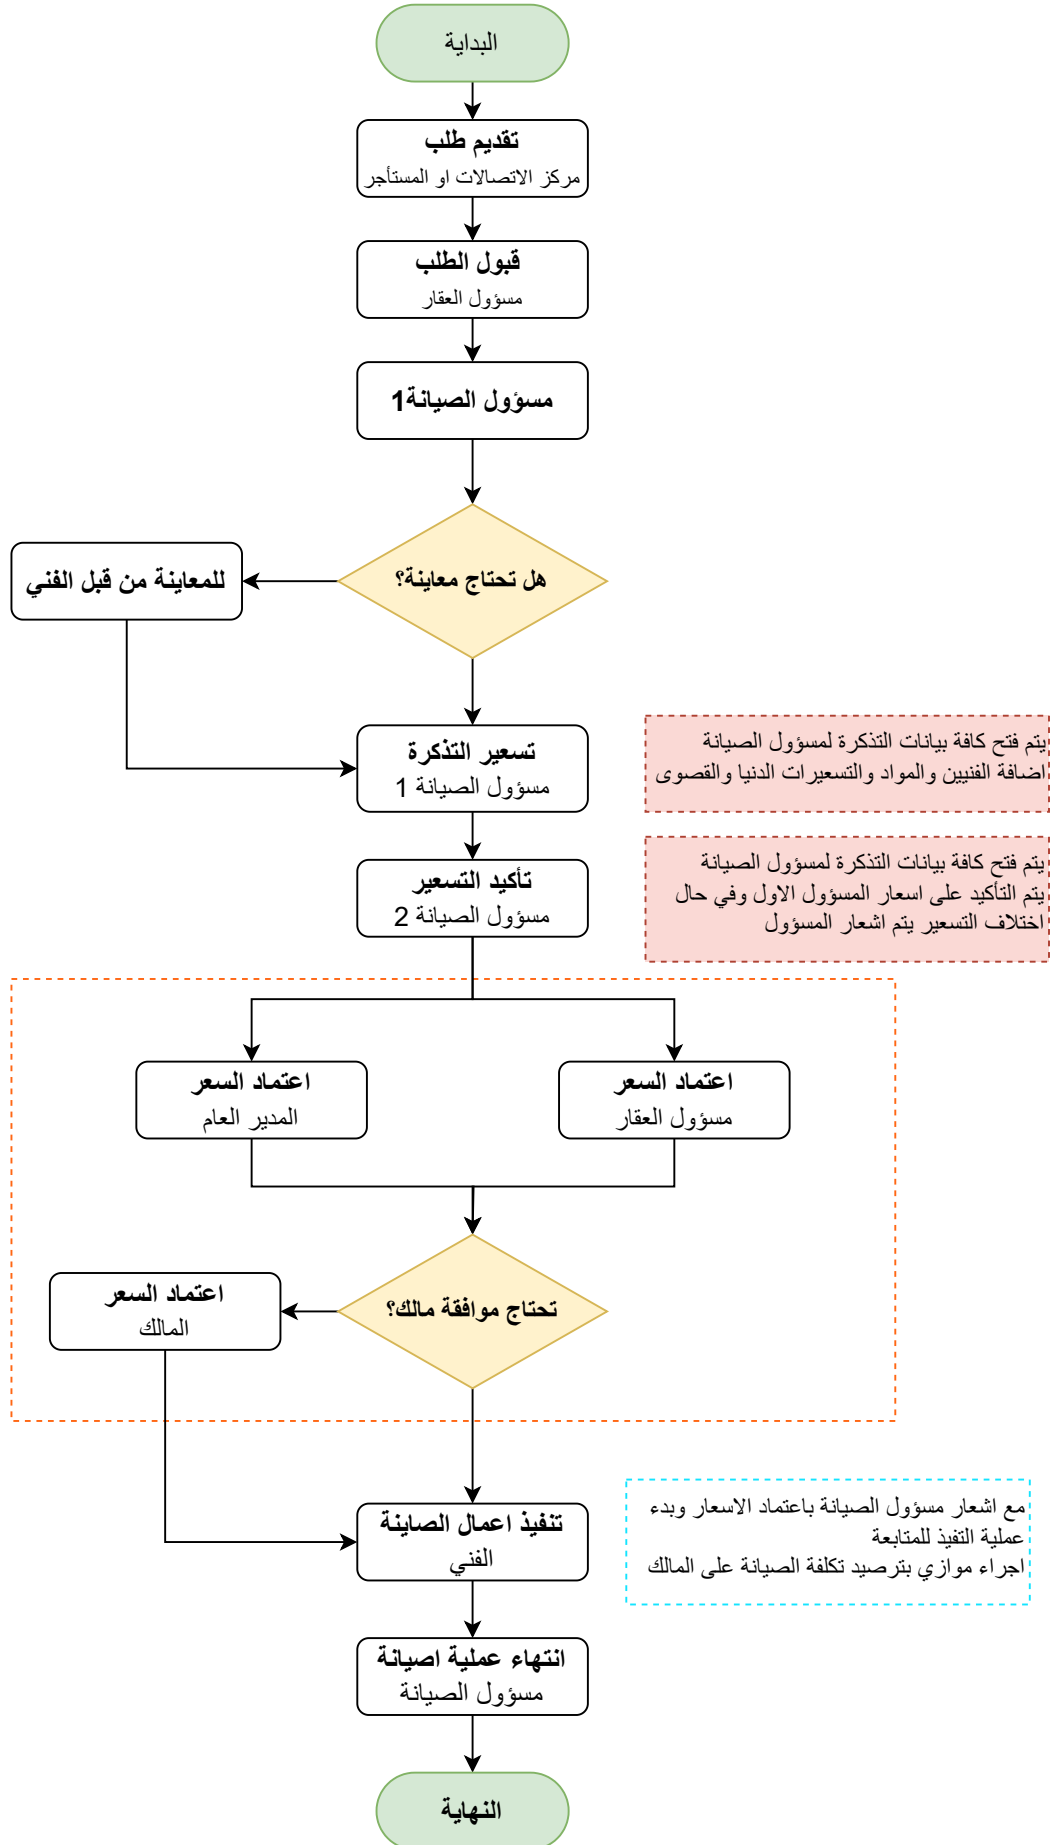 البداية
تقديم طلب
مركز الاتصالات او المستأجر
قبول الطلب
مسؤول العقار
مسؤول الصيانة1
هل تحتاج معاينة؟
للمعاينة من قبل الفني
تسعير التذكرة
مسؤول الصيانة 1
يتم فتح كافة بيانات التذكرة لمسؤول الصيانة
اضافة الفنيين والمواد والتسعيرات الدنيا والقصوى
تأكيد التسعير
مسؤول الصيانة 2
يتم فتح كافة بيانات التذكرة لمسؤول الصيانة
يتم التأكيد على اسعار المسؤول الاول وفي حال
اختلاف التسعير يتم اشعار المسؤول
اعتماد السعر
مسؤول العقار
اعتماد السعر
المدير العام
تحتاج موافقة مالك؟
اعتماد السعر
المالك
تنفيذ اعمال الصاينة
الفني
مع اشعار مسؤول الصيانة باعتماد الاسعار وبدء
عملية التفيذ للمتابعة
اجراء موازي بترصيد تكلفة الصيانة على المالك
انتهاء عملية اصيانة
مسؤول الصيانة
النهاية